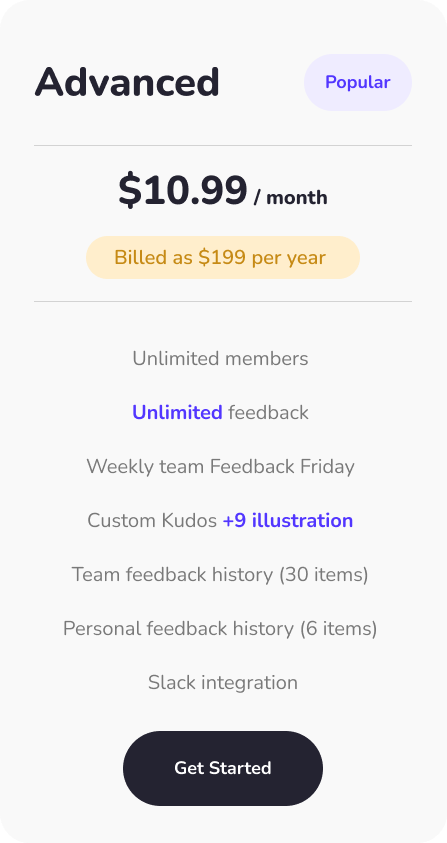 Advanced
Popular
$10.99 / month
Billed as $199 per year
Unlimited members
Unlimited feedback
Weekly team Feedback Friday
Custom Kudos +9 illustration
Team feedback history (30 items)
Personal feedback history (6 items)
Slack integration
Get Started